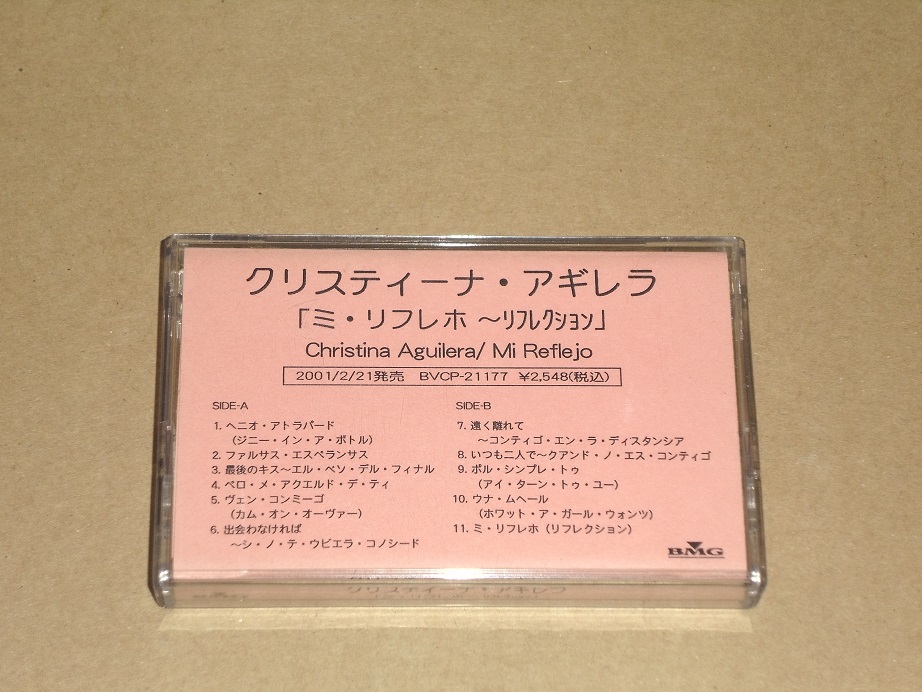 クリスティーナ・アギレラ
「ミ・リフレホ ～ﾘﾌﾚｸｼｮﾝ」
Christina Aguilera/ Mi Reflejo
2001/2/21発売 BVCP-21177 ¥2,548(税込)
SIDE-A
1. ヘニオ・アトラパード
（ジニー・イン・ア・ボトル）
2. ファルサス・エスペランサス
3. 最後のキス～エル・ベソ・デル・フィナル
4. ペロ・メ・アクエルド・デ・ティ
5. ヴェン・コンミーゴ
（カム・オン・オーヴァー）
6. 出会わなければ
～シ・ノ・テ・ウビエラ・コノシード
SIDE-B
7. 遠く離れて
～コンティゴ・エン・ラ・ディスタンシア
8. いつも二人で～クアンド・ノ・エス・コンティゴ
9. ポル・シンプレ・トゥ
（アイ・ターン・トゥ・ユー）
10. ウナ・ムヘール
（ホワット・ア・ガール・ウォンツ）
11. ミ・リフレホ（リフレクション）
BMG
クリスティーナ・アギレラ